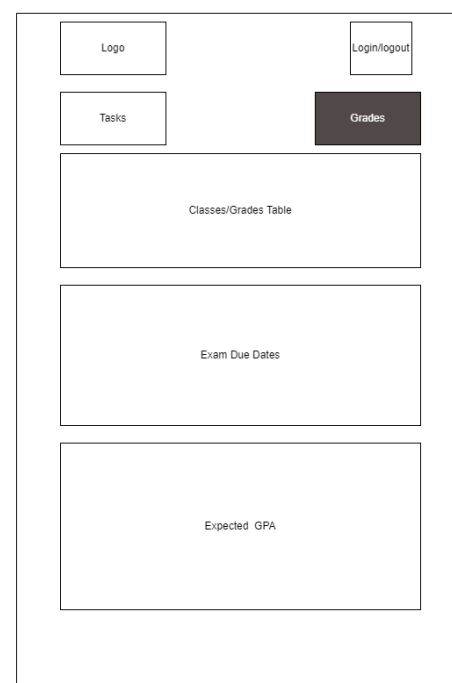 Logo
Login/logout
Tasks
Grades
Classes/Grades Table
Exam Due Dates
Expected GPA